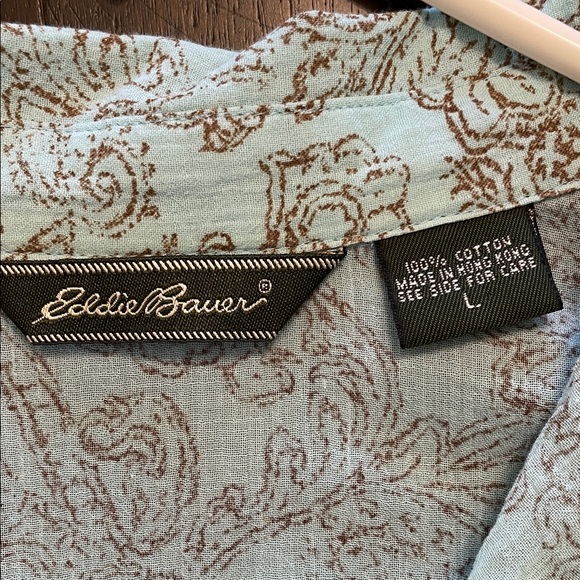 Eddie Bauer®
100% COTTON
MADE IN HONG KONG
SEE SIDE FOR CARE
L